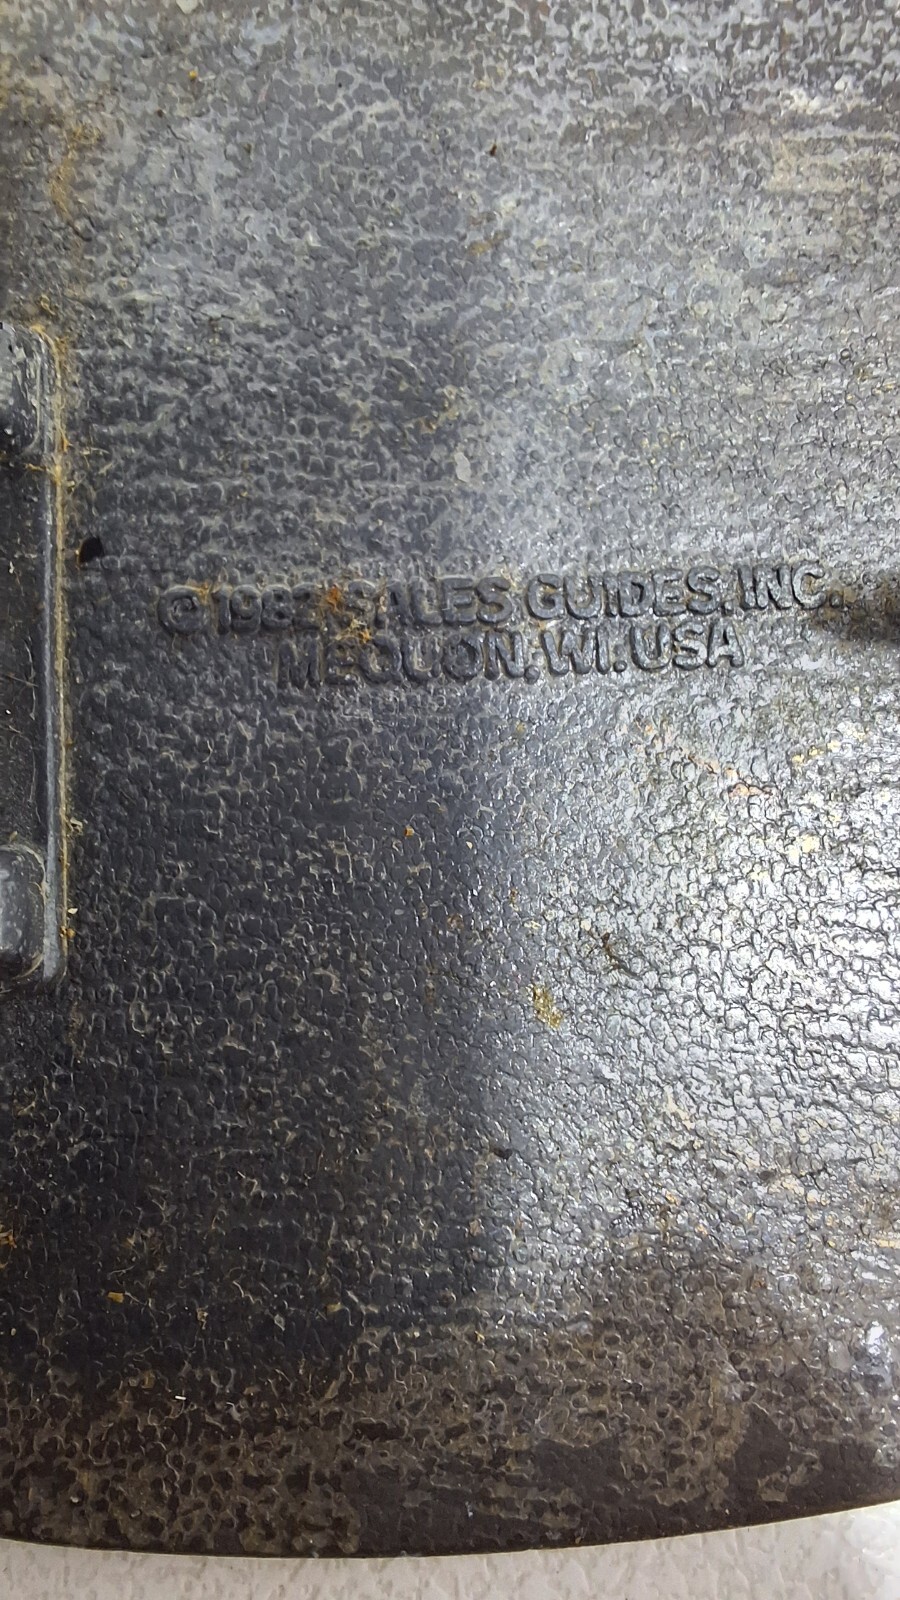 © 1982 SALES GUIDES, INC.
MEQUON, WI. USA